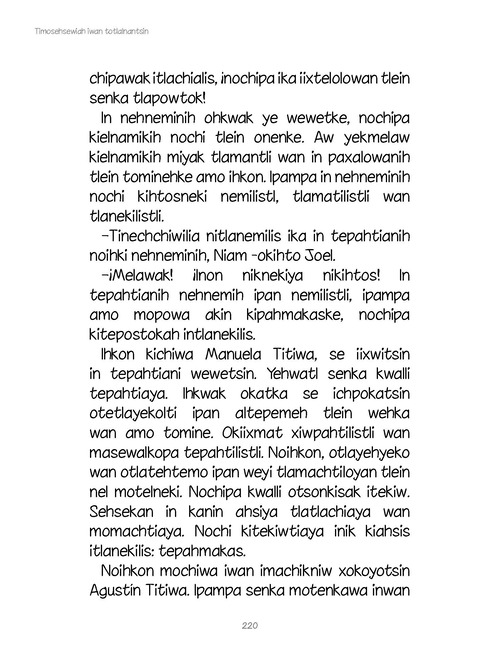 Timosehsewiah iwan totlalnantsin
chipawak itlachialis, inochipa ika iixtelolowan tlein
senka tlapowtok!
In nehneminih ohkwak ye wewetke, nochipa
kielnamikih nochi tlein onenke. Aw yekmelaw
kielnamikih miyak tlamantli wan in paxalowanih
tlein tominehke amo ihkon. Ipampa in nehneminih
nochi kihtosneki nemilistl, tlamatilistli wan
tlanekilistli.
–Tinechchiwilia nitlanemilis ika in tepahtianih
noihki nehneminih, Niam -okihto Joel.
–¡Melawak! ¡Inon niknekiya nikihtos! In
tepahtianih nehnemih ipan nemilistli, ipampa
amo mopowa akin kipahmakaske, nochipa
kitepostokah intlanekilis.
Ihkon kichiwa Manuela Titiwa, se iixwitsin
in tepahtiani wewetsin. Yehwatl senka kwalli
tepahtiaya. Ihkwak okatka se ichpokatsin
otetlayekolti ipan altepemeh tlein wehka
wan amo tomine. Okiixmat xiwpahtilistli wan
masewalkopa tepahtilistli. Noihkon, otlayehyeko
wan otlatehtemo ipan weyi tlamachtiloyan tlein
nel motelneki. Nochipa kwalli otsonkisak itekiw.
Sehsekan in kanin ahsiya tlatlachiaya wan
momachtiaya. Nochi kitekiwtiaya inik kiahsis
itlanekilis: tepahmakas.
Noihkon mochiwa iwan imachikniw xokoyotsin
Agustín Titiwa. Ipampa senka motenkawa inwan
220